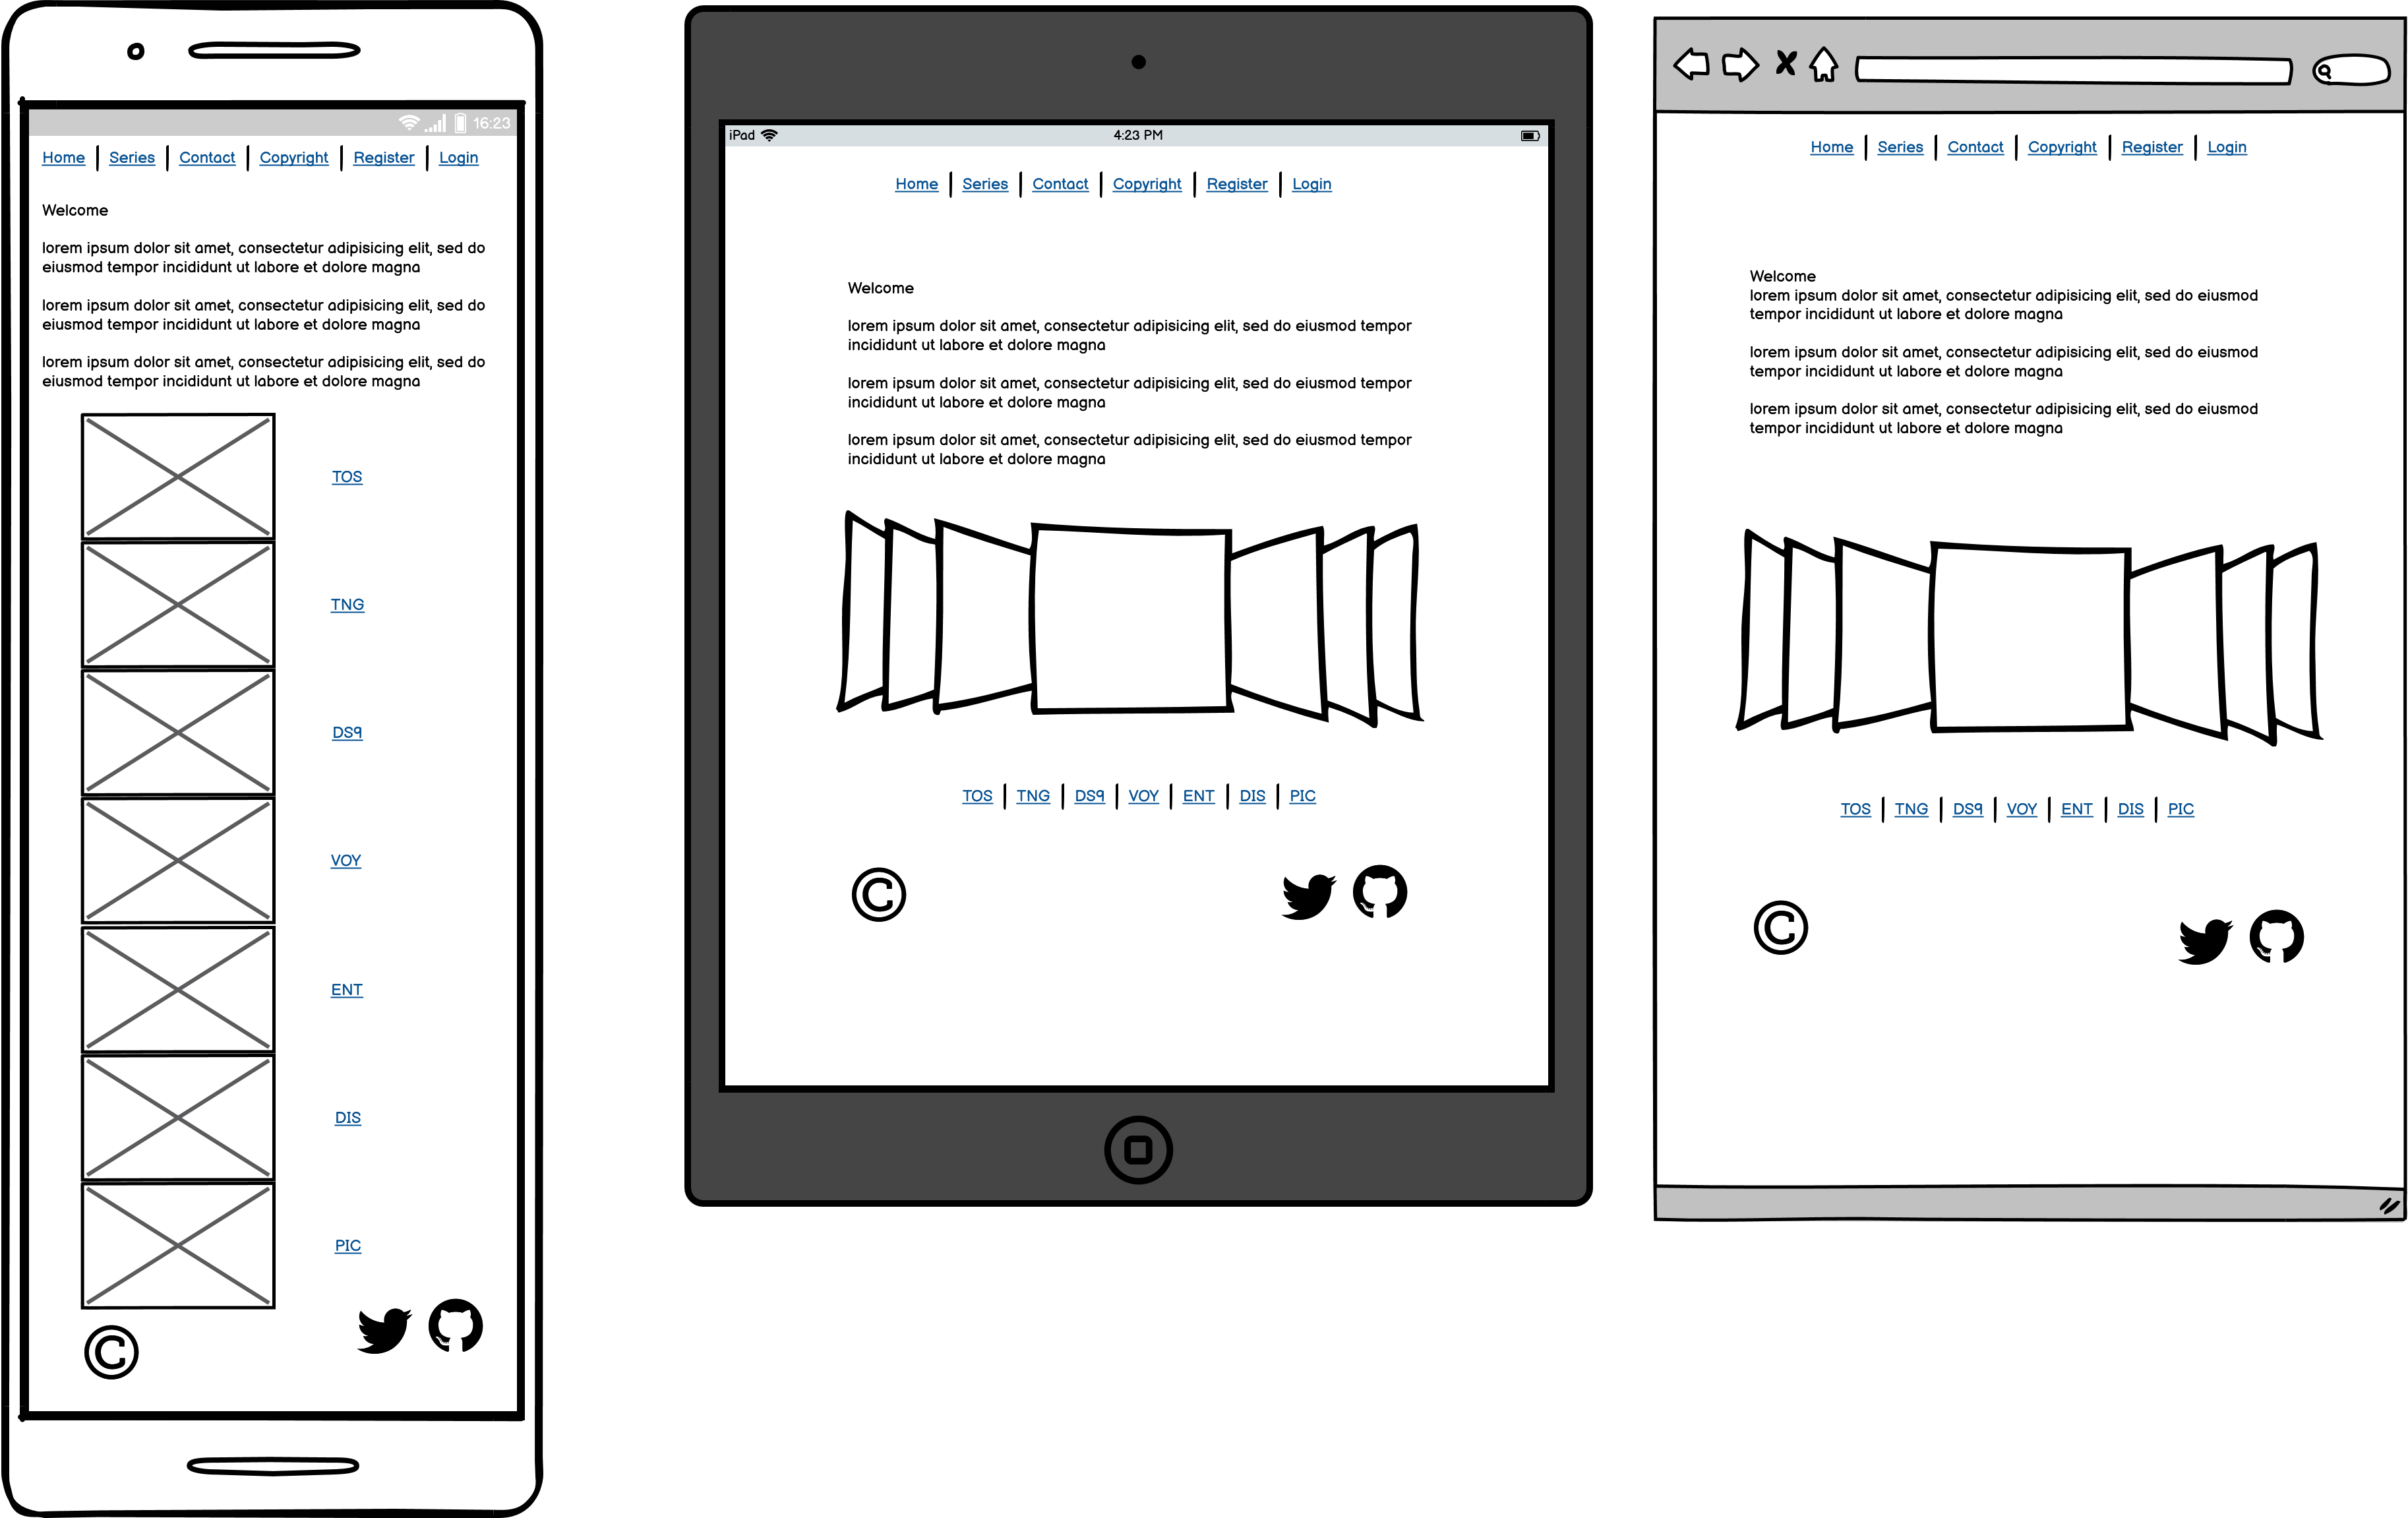 16:23
Home Series Contact Copyright Register Login
Welcome
lorem ipsum dolor sit amet, consectetur adipisicing elit, sed do
eiusmod tempor incididunt ut labore et dolore magna
lorem ipsum dolor sit amet, consectetur adipisicing elit, sed do
eiusmod tempor incididunt ut labore et dolore magna
lorem ipsum dolor sit amet, consectetur adipisicing elit, sed do
eiusmod tempor incididunt ut labore et dolore magna
TOS
TNG
DS9
VOY
ENT
DIS
PIC
©
iPad 4:23 PM
Home Series Contact Copyright Register Login
Welcome
lorem ipsum dolor sit amet, consectetur adipisicing elit, sed do eiusmod tempor
incididunt ut labore et dolore magna
lorem ipsum dolor sit amet, consectetur adipisicing elit, sed do eiusmod tempor
incididunt ut labore et dolore magna
lorem ipsum dolor sit amet, consectetur adipisicing elit, sed do eiusmod tempor
incididunt ut labore et dolore magna
TOS TNG DS9 VOY ENT DIS PIC
©
Home Series Contact Copyright Register Login
Welcome
lorem ipsum dolor sit amet, consectetur adipisicing elit, sed do eiusmod
tempor incididunt ut labore et dolore magna
lorem ipsum dolor sit amet, consectetur adipisicing elit, sed do eiusmod
tempor incididunt ut labore et dolore magna
lorem ipsum dolor sit amet, consectetur adipisicing elit, sed do eiusmod
tempor incididunt ut labore et dolore magna
TOS TNG DS9 VOY ENT DIS PIC
©